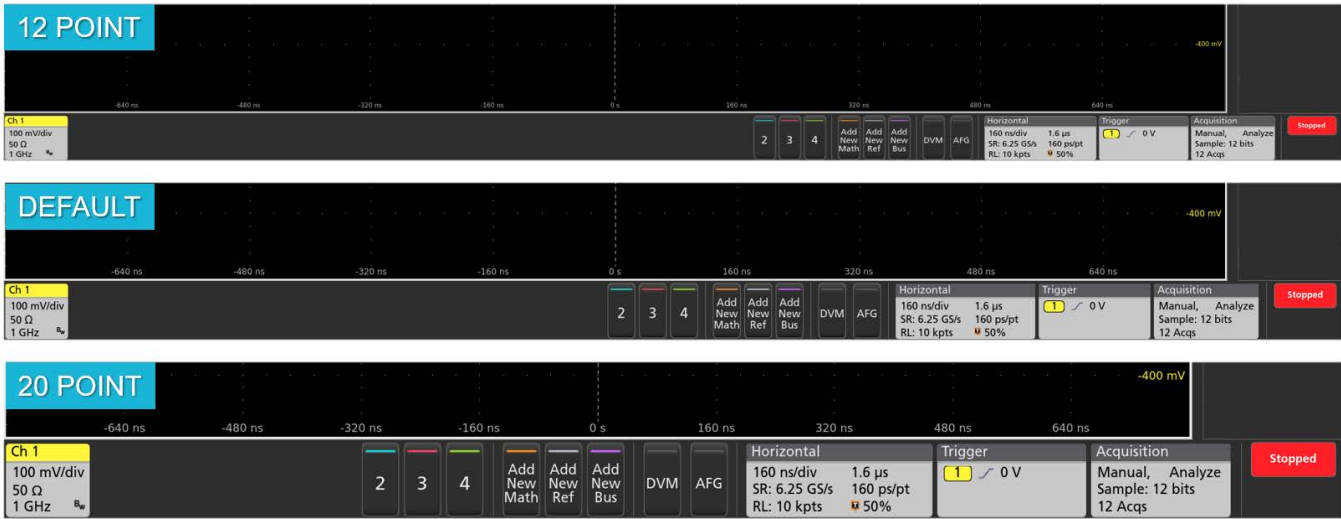 12 POINT
-400 mV
-640 ns -480 ns -320 ns -160 ns 0 s 160 ns 320 ns 480 ns 640 ns
Ch 1
100 mV/div
50 Ω
1 GHz Bw
2 3 4
Add New Math
Add New Ref
Add New Bus
DVM AFG
Horizontal
160 ns/div 1.6 µs
SR: 6.25 GS/s 160 ps/pt
RL: 10 kpts 50%
Trigger
1 0 V
Acquisition
Manual, Analyze
Sample: 12 bits
12 Acqs
Stopped
DEFAULT
-400 mV
-640 ns -480 ns -320 ns -160 ns 0 s 160 ns 320 ns 480 ns 640 ns
Ch 1
100 mV/div
50 Ω
1 GHz Bw
2 3 4
Add New Math
Add New Ref
Add New Bus
DVM AFG
Horizontal
160 ns/div 1.6 µs
SR: 6.25 GS/s 160 ps/pt
RL: 10 kpts 50%
Trigger
1 0 V
Acquisition
Manual, Analyze
Sample: 12 bits
12 Acqs
Stopped
20 POINT
-400 mV
-640 ns -480 ns -320 ns -160 ns 0 s 160 ns 320 ns 480 ns 640 ns
Ch 1
100 mV/div
50 Ω
1 GHz Bw
2 3 4
Add New Math
Add New Ref
Add New Bus
DVM AFG
Horizontal
160 ns/div 1.6 µs
SR: 6.25 GS/s 160 ps/pt
RL: 10 kpts 50%
Trigger
1 0 V
Acquisition
Manual, Analyze
Sample: 12 bits
12 Acqs
Stopped